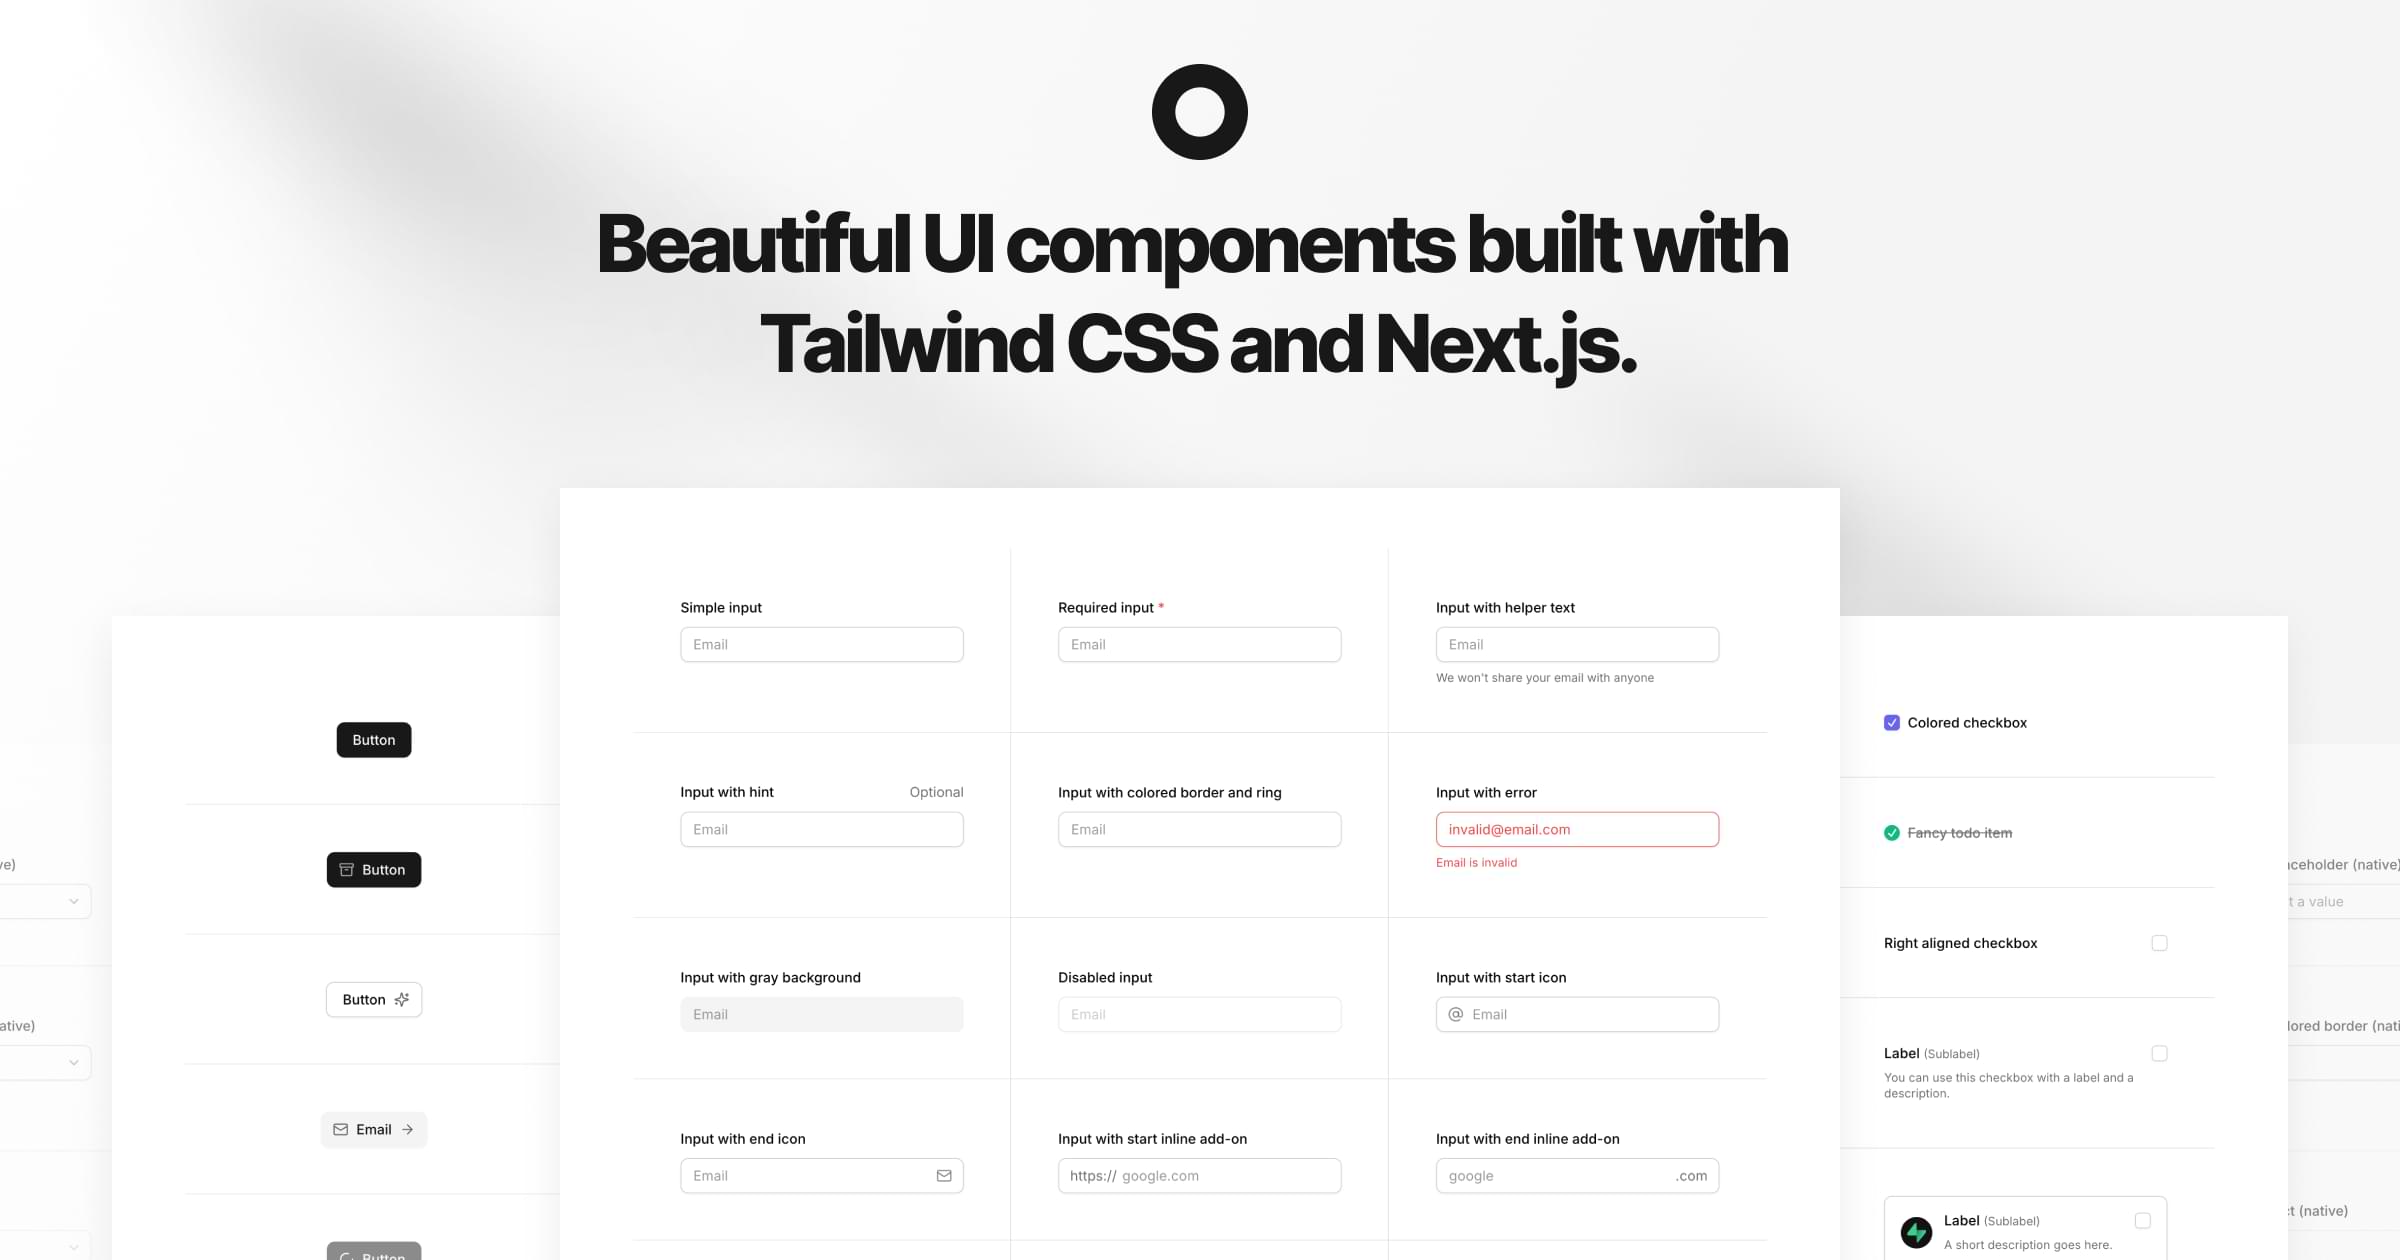 Beautiful UI components built with
Tailwind CSS and Next.js.
Simple input
Email
Required input *
Email
Input with helper text
Email
We won't share your email with anyone
Input with hint
Optional
Email
Input with colored border and ring
Email
Input with error
invalid@email.com
Email is invalid
Input with gray background
Email
Disabled input
Email
Input with start icon
Email
Input with end icon
Email
Input with start inline add-on
https:// google.com
Input with end inline add-on
google .com
Button
Button
Button
Email
Button
Colored checkbox
Fancy todo item
Right aligned checkbox
Label (Sublabel)
You can use this checkbox with a label and a
description.
Label (Sublabel)
A short description goes here.
(native)
a value
border
(native)